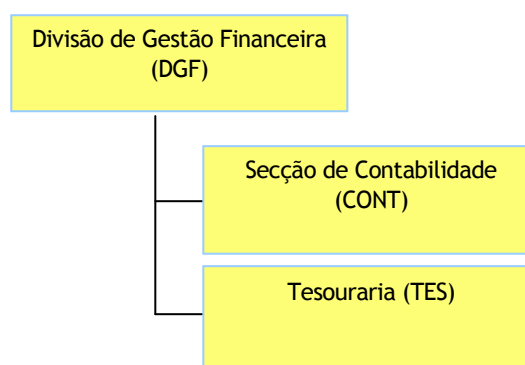 Divisão de Gestão Financeira
(DGF)
Secção de Contabilidade
(CONT)
Tesouraria (TES)